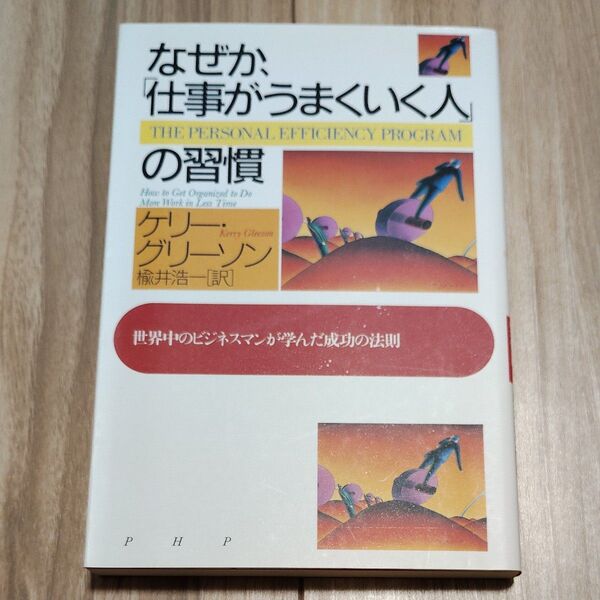 なぜか、
「仕事がうまくいく人」
THE PERSONAL EFFICIENCY PROGRAM
の習慣
How to Get Organized to Do
More Work in Less Time
ケリー・
Kerry Gleeson
グリーソン
楡井浩一[訳]
世界中のビジネスマンが学んだ成功の法則
P H P